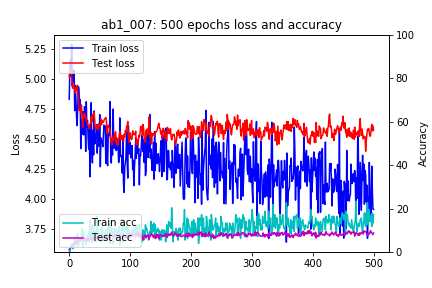 ab1_007: 500 epochs loss and accuracy
Train loss
Test loss
Train acc
Test acc
Loss
5.25
5.00
4.75
4.50
4.25
4.00
3.75
Accuracy
100
80
60
40
20
0
0
100
200
300
400
500